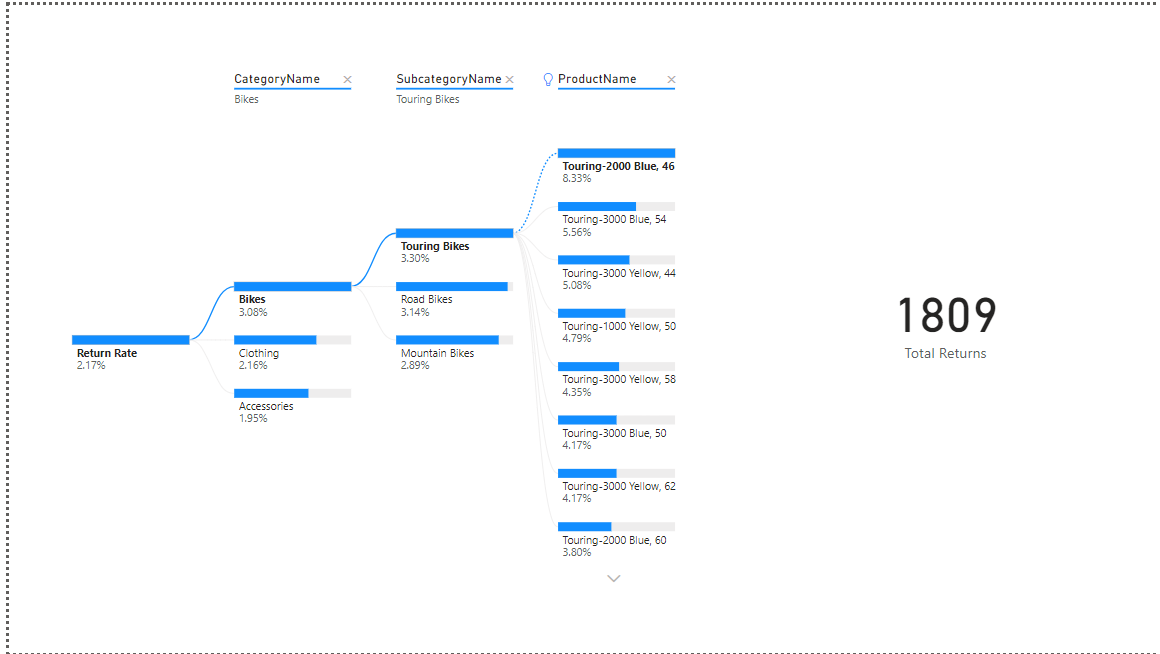 CategoryName
Bikes
SubcategoryName
Touring Bikes
ProductName
Return Rate
2.17%
Bikes
3.08%
Clothing
2.16%
Accessories
1.95%
Touring Bikes
3.30%
Road Bikes
3.14%
Mountain Bikes
2.89%
Touring-2000 Blue, 46
8.33%
Touring-3000 Blue, 54
5.56%
Touring-3000 Yellow, 44
5.08%
Touring-1000 Yellow, 50
4.79%
Touring-3000 Yellow, 58
4.35%
Touring-3000 Blue, 50
4.17%
Touring-3000 Yellow, 62
4.17%
Touring-2000 Blue, 60
3.80%
1809
Total Returns